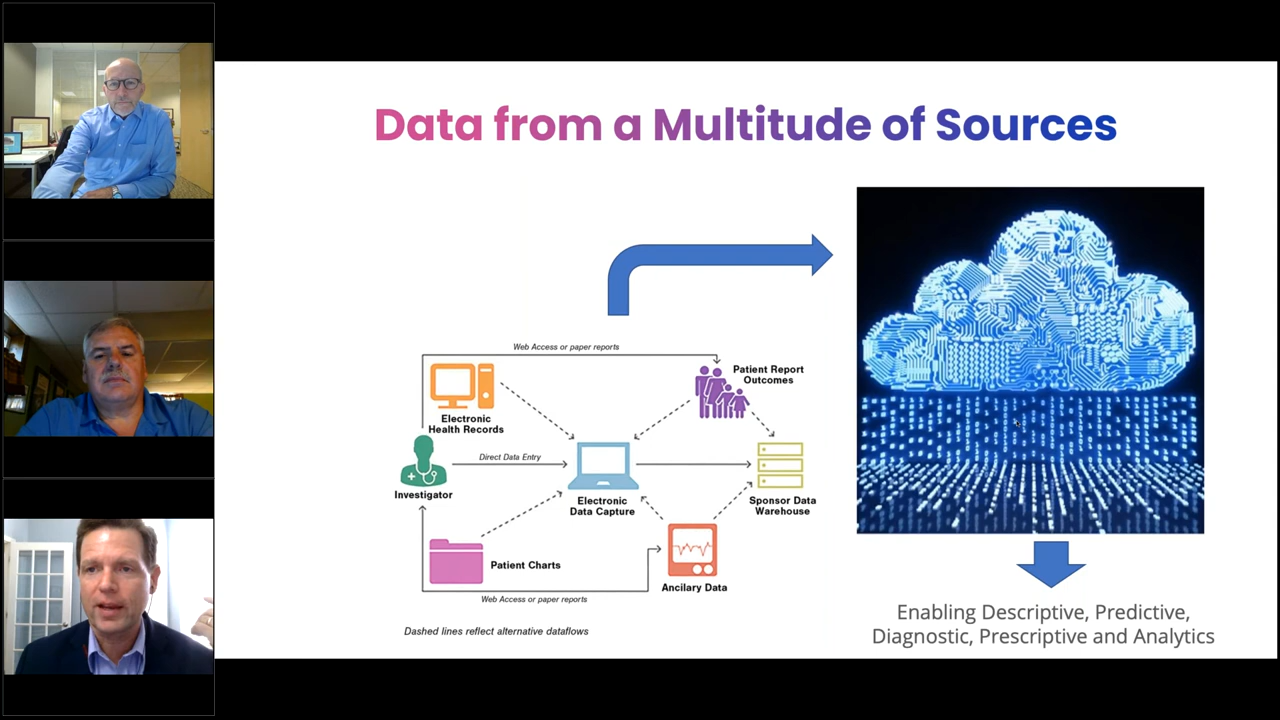 Data from a Multitude of Sources
Web Access or paper reports
Patient Report
Outcomes
Electronic
Health Records
Direct Data Entry
Investigator
Electronic
Data Capture
Sponsor Data
Warehouse
Patient Charts
Ancilary Data
Web Access or paper reports
Dashed lines reflect alternative dataflows
Enabling Descriptive, Predictive,
Diagnostic, Prescriptive and Analytics